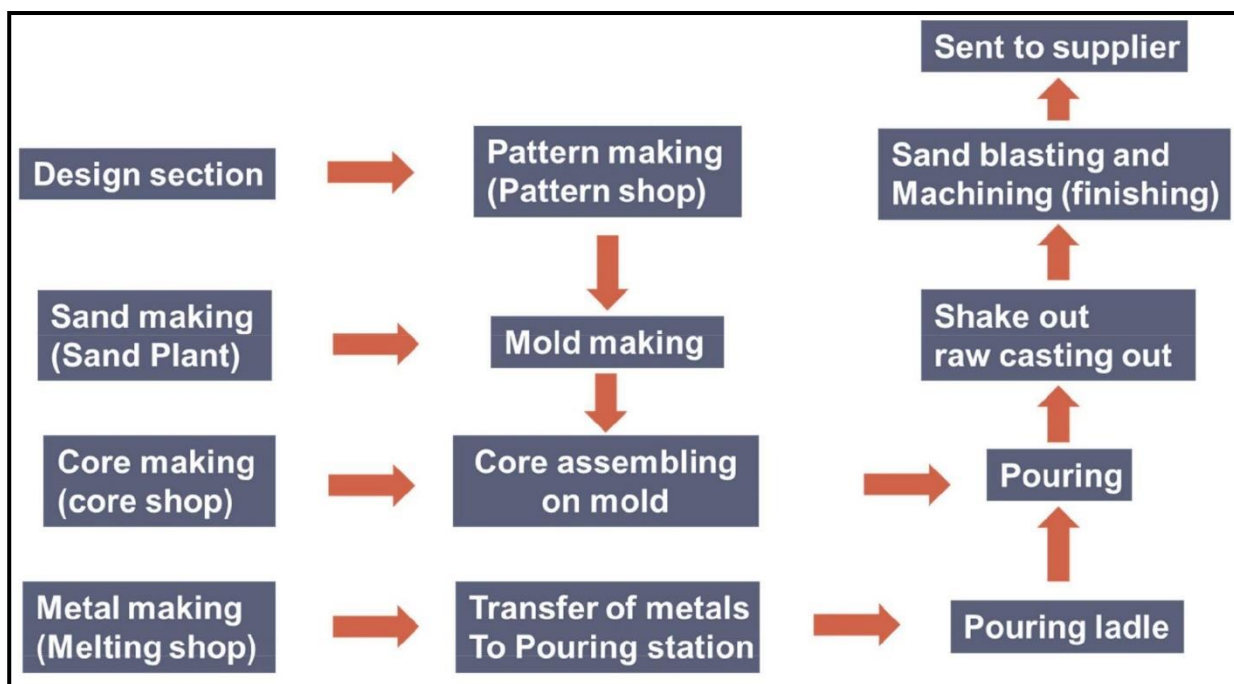 Sent to supplier
Design section
Pattern making
(Pattern shop)
Sand blasting and
Machining (finishing)
Sand making
(Sand Plant)
Mold making
Shake out
raw casting out
Core making
(core shop)
Core assembling
on mold
Pouring
Metal making
(Melting shop)
Transfer of metals
To Pouring station
Pouring ladle